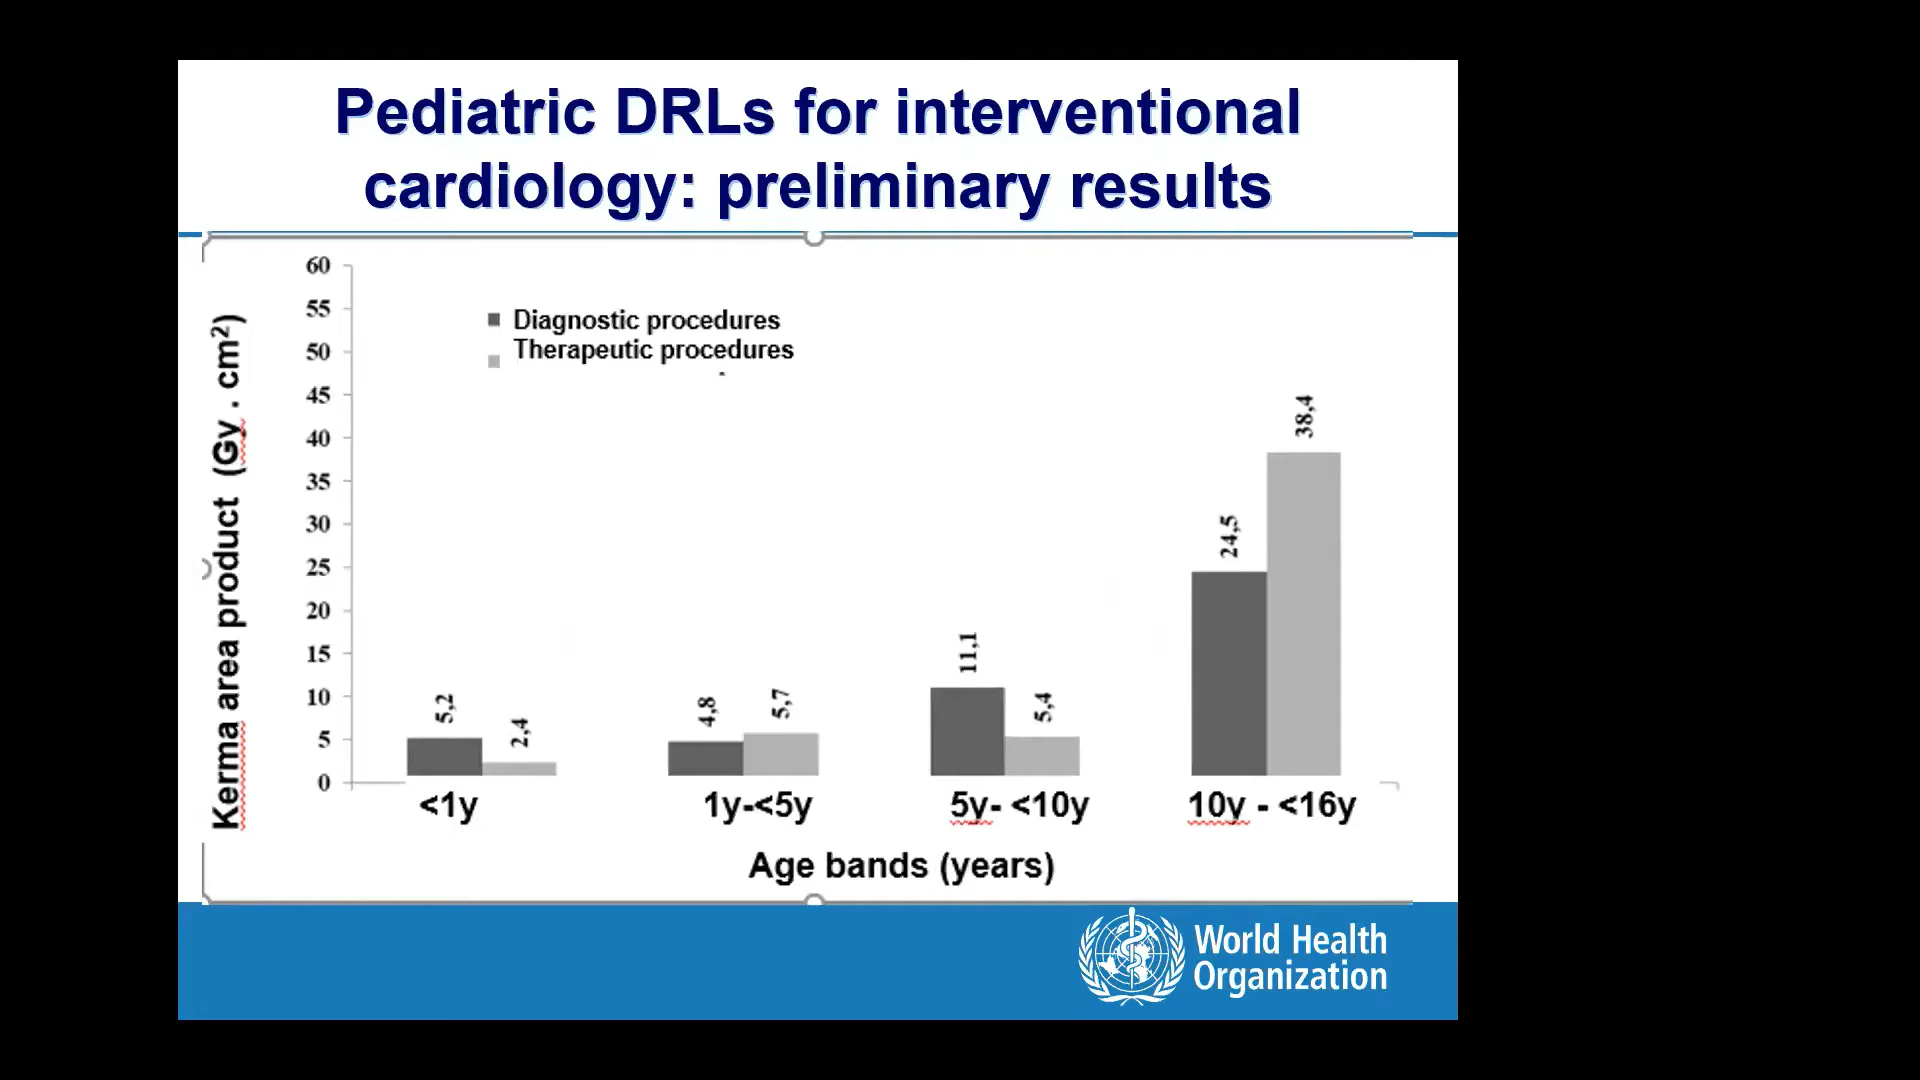 Pediatric DRLs for interventional
cardiology: preliminary results
60
55
50
45
40
35
30
25
20
15
10
5
0
Kerma area product (Gy . cm²)
Diagnostic procedures
Therapeutic procedures
5,2
2,4
4,8
5,7
11,1
5,4
24,5
38,4
<1y
1y-<5y
5y- <10y
10y - <16y
Age bands (years)
World Health
Organization